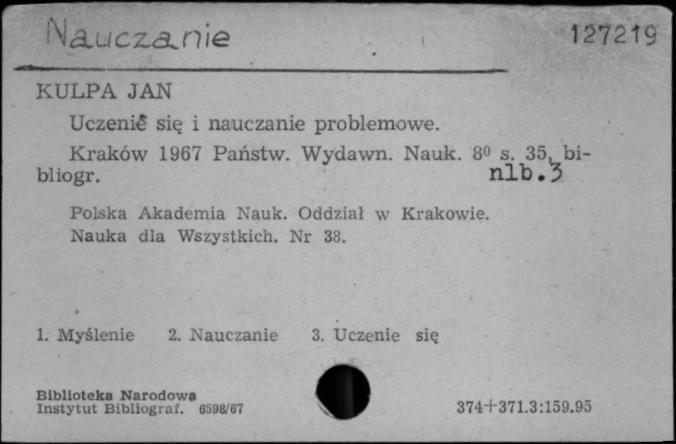 Nauczanie 127219
KULPA JAN
Uczenie się i nauczanie problemowe.
Kraków 1967 Państw. Wydawn. Nauk. 8⁰ s. 35, bi-
bliogr. nlb. 3
Polska Akademia Nauk. Oddział w Krakowie.
Nauka dla Wszystkich. Nr 38.
1. Myślenie 2. Nauczanie 3. Uczenie się
Biblioteka Narodowa
Instytut Bibliograf. 6598/67 374+371.3:159.95